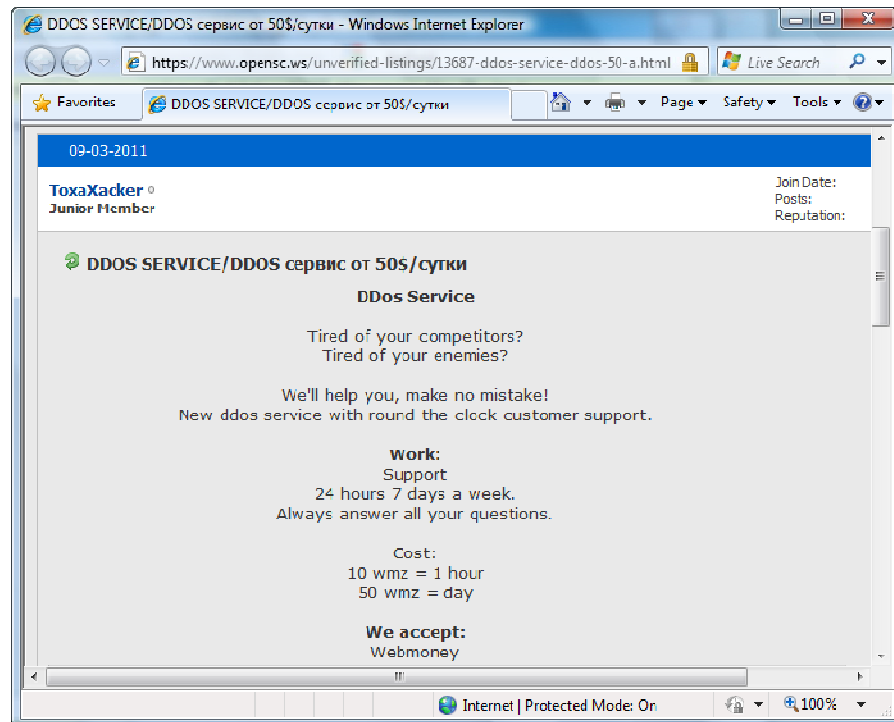 DDOS SERVICE/DDOS сервис от 50$/сутки - Windows Internet Explorer
https://www.opensc.ws/unverified-listings/13687-ddos-service-ddos-50-a.html
Live Search
Favorites
DDOS SERVICE/DDOS сервис от 50$/сутки
Page
Safety
Tools
09-03-2011
ToxaXacker
Junior Member
Join Date:
Posts:
Reputation:
DDOS SERVICE/DDOS сервис от 50$/сутки
DDos Service
Tired of your competitors?
Tired of your enemies?
We'll help you, make no mistake!
New ddos service with round the clock customer support.
Work:
Support
24 hours 7 days a week.
Always answer all your questions.
Cost:
10 wmz = 1 hour
50 wmz = day
We accept:
Webmoney
Internet | Protected Mode: On
100%